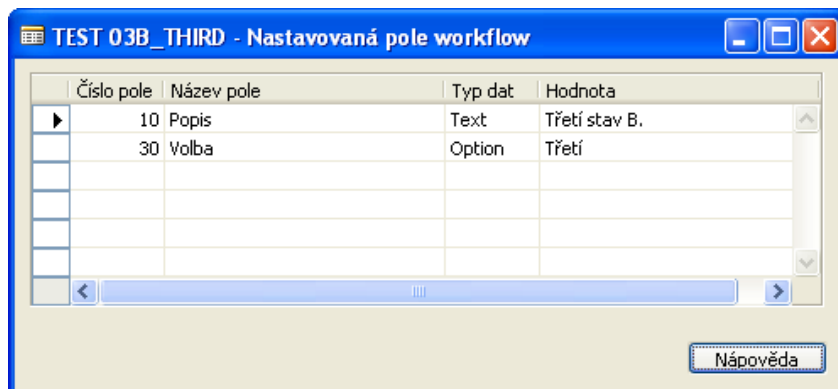 TEST 03B_THIRD - Nastavovaná pole workflow
Číslo pole Název pole Typ dat Hodnota
10 Popis Text Třetí stav B.
30 Volba Option Třetí
Nápověda